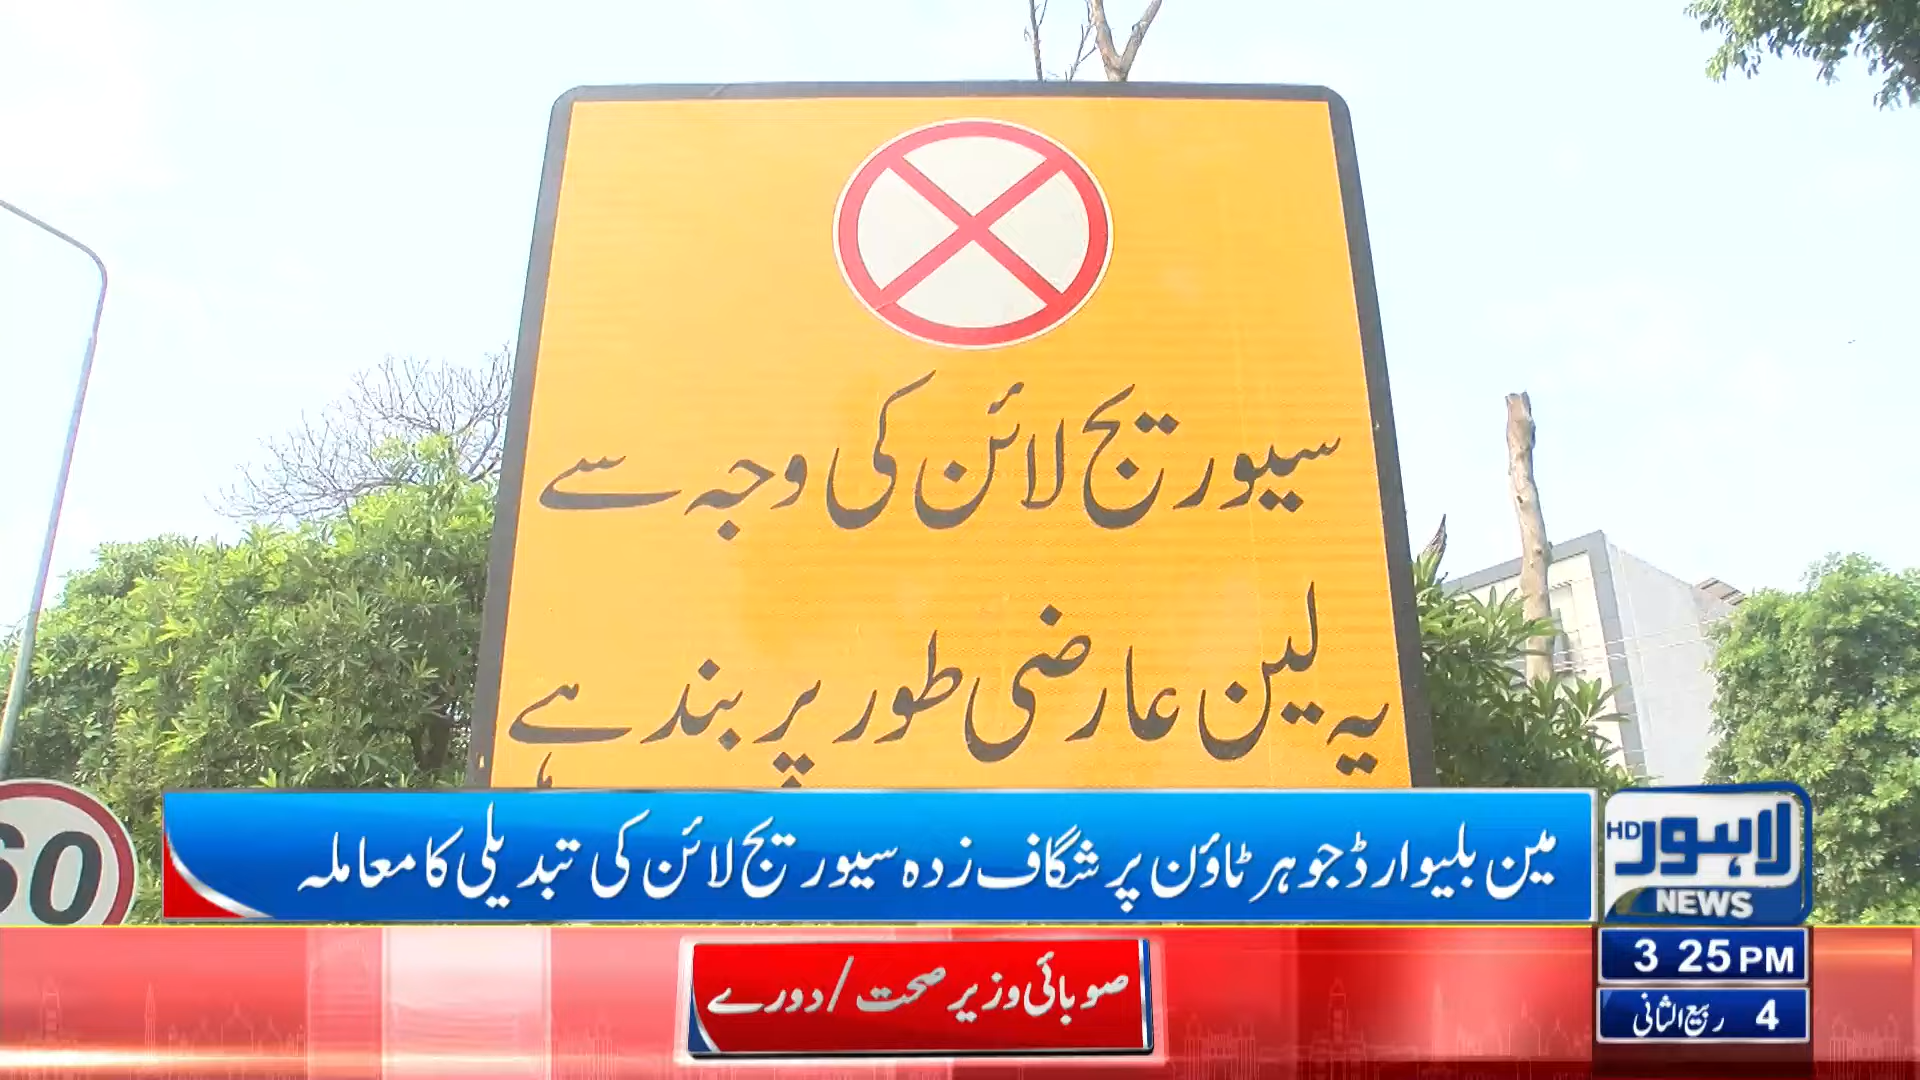 سیوریج لائن کی وجہ سے
یہ لین عارضی طور پر بند ہے
60
مین بلیوارڈ جوہر ٹاؤن پر شگاف زدہ سیوریج لائن کی تبدیلی کا معاملہ
لاہور HD
NEWS
3 25 PM
4 ربیع الثانی
صوبائی وزیر صحت / دورے